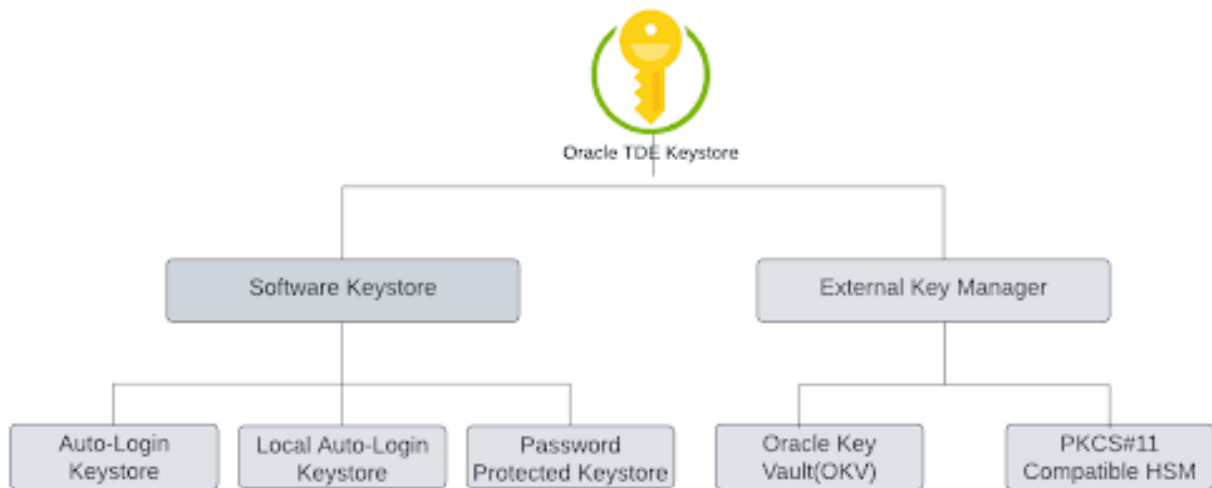 Oracle TDE Keystore
Software Keystore
External Key Manager
Auto-Login
Keystore
Local Auto-Login
Keystore
Password
Protected Keystore
Oracle Key
Vault(OKV)
PKCS#11
Compatible HSM